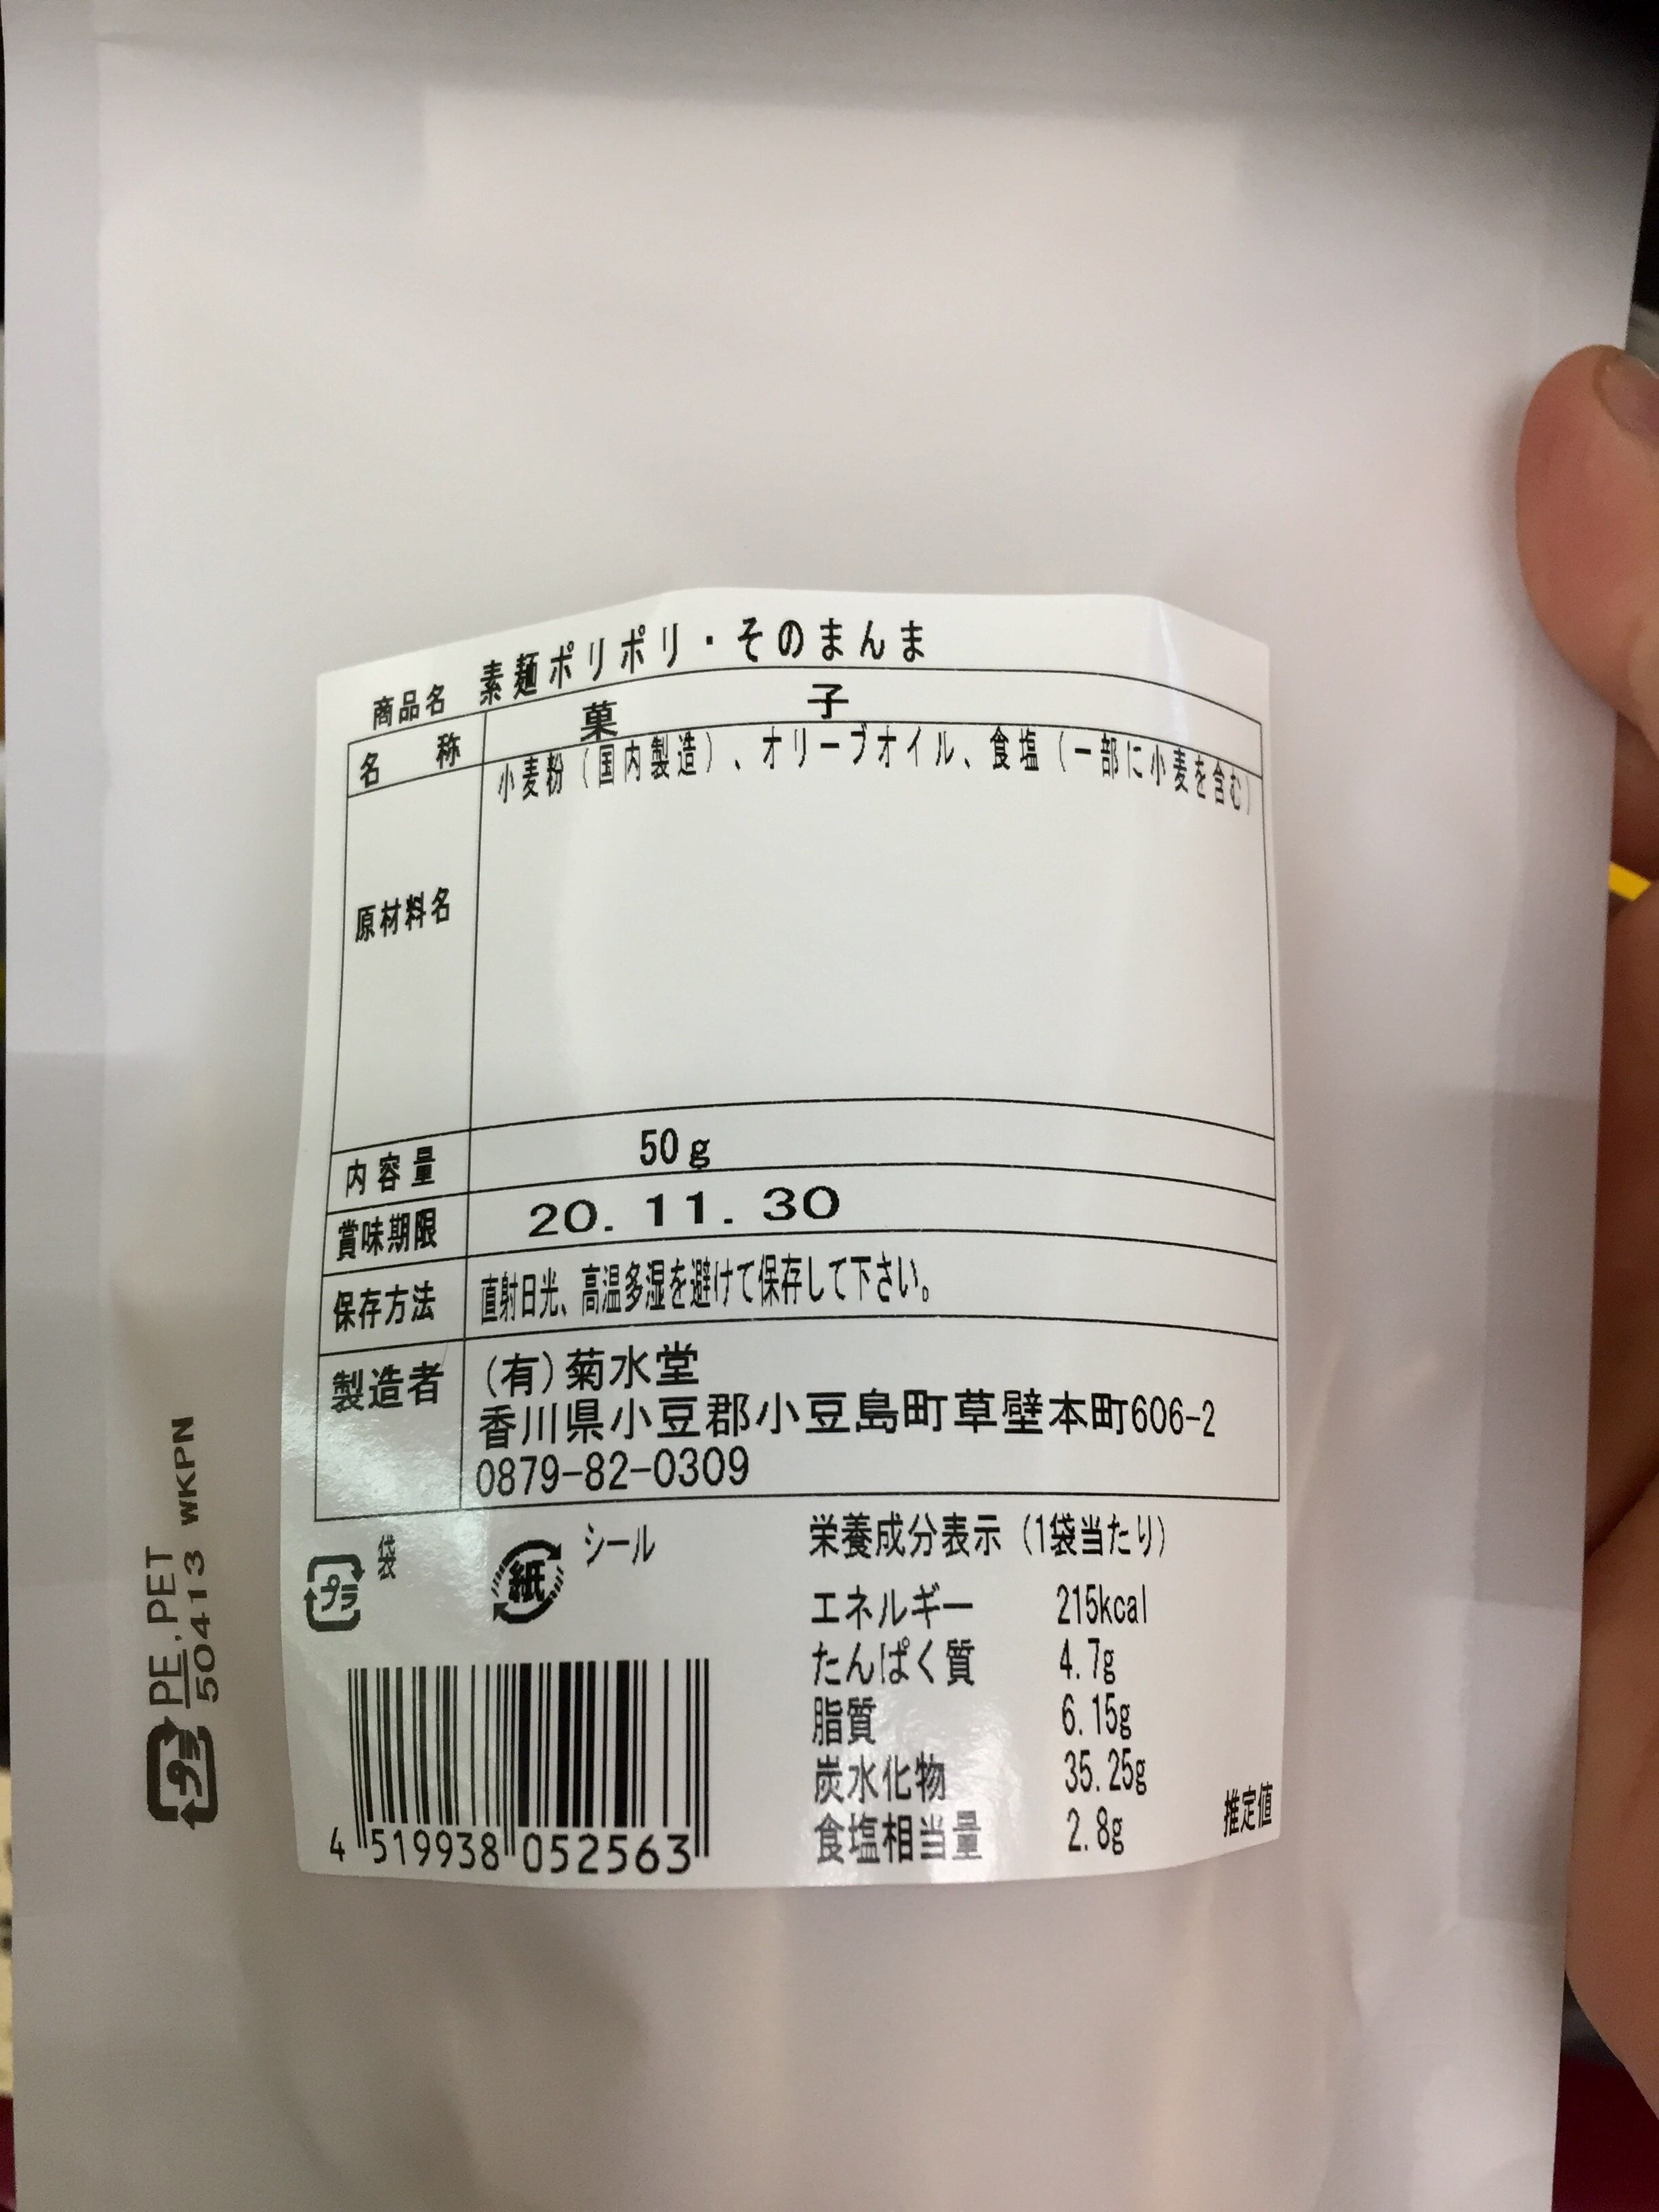 商品名 素麺ポリポリ・そのまんま
名 称 菓 子
原材料名 小麦粉(国内製造)、オリーブオイル、食塩(一部に小麦を含む)
内容量 50g
賞味期限 20.11.30
保存方法 直射日光、高温多湿を避けて保存して下さい。
製造者 (有)菊水堂
香川県小豆郡小豆島町草壁本町606-2
0879-82-0309
プラ 袋 紙 シール
栄養成分表示(1袋当たり)
エネルギー 215kcal
たんぱく質 4.7g
脂質 6.15g
炭水化物 35.25g
食塩相当量 2.8g
推定値
4 519938 052563
プラ PE.PET
50413 WKPN